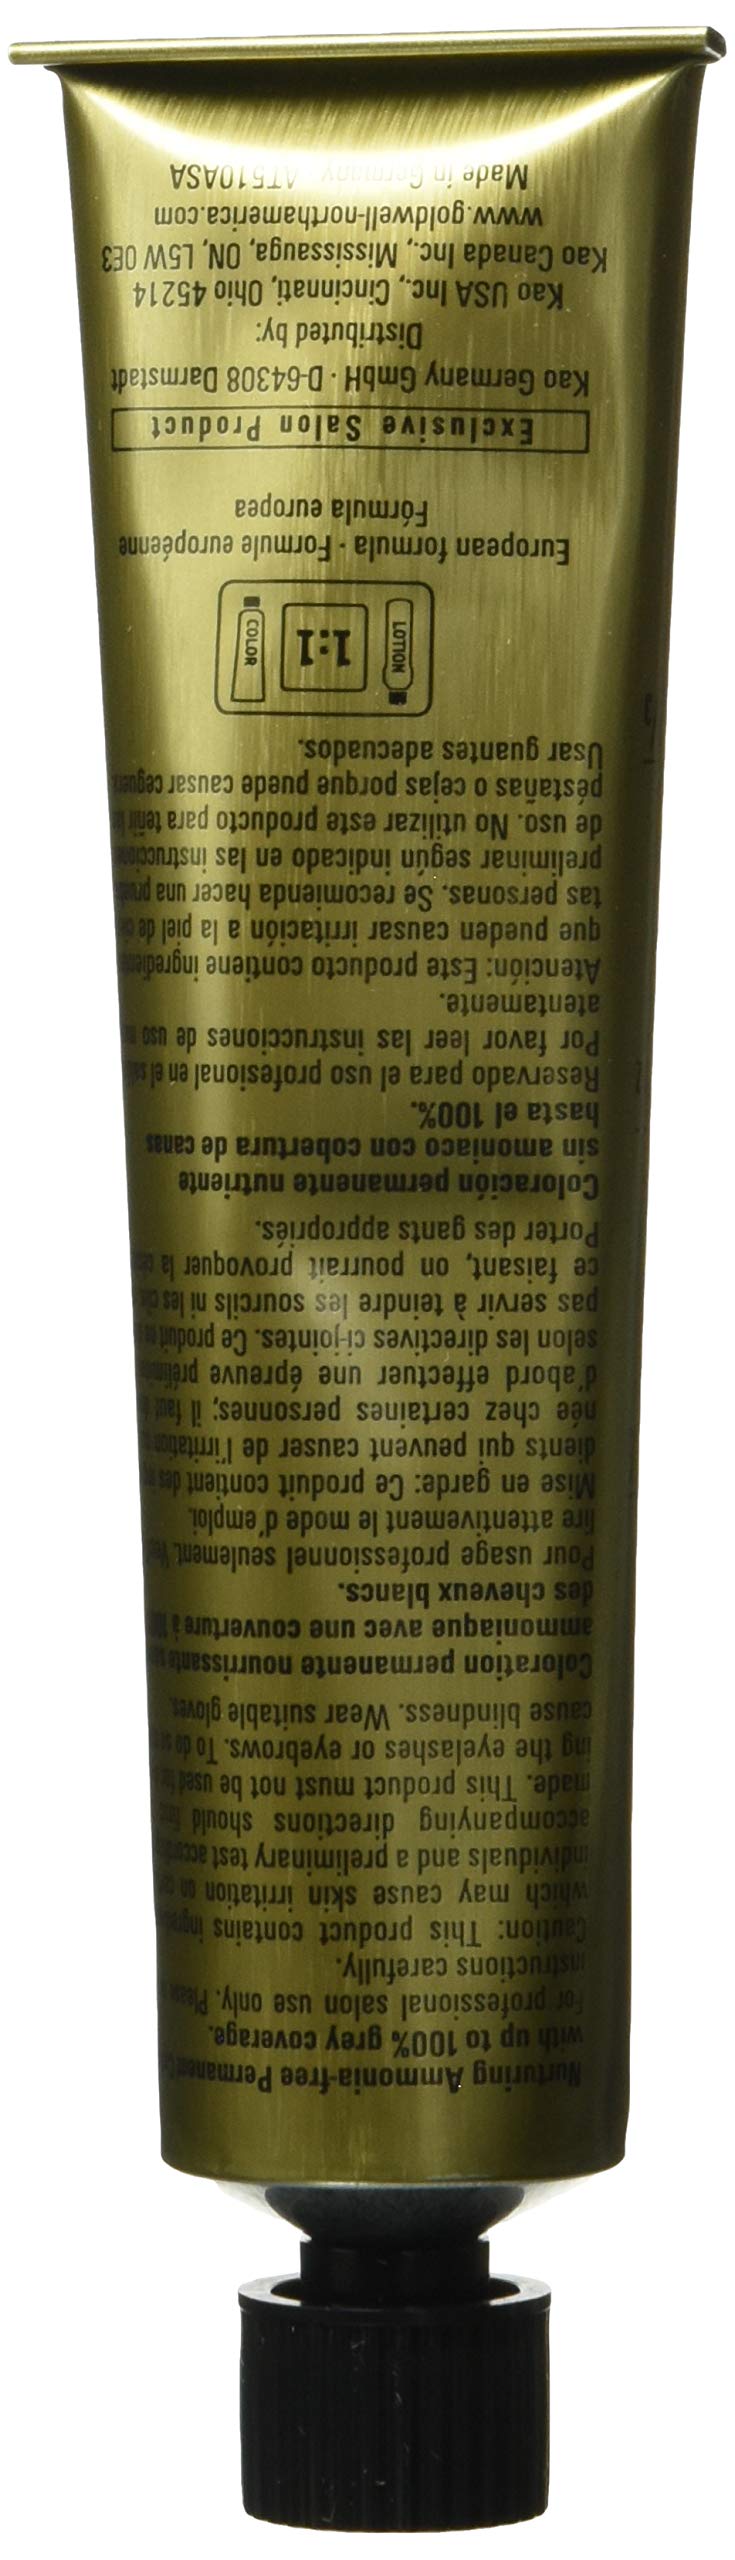 Nurturing Ammonia-free Permanent
with up to 100% grey coverage.
For professional salon use only. Please
instructions carefully.
Caution: This product contains
which may cause skin irritation on
individuals and a preliminary test
accompanying directions should
made. This product must not be used
ing the eyelashes or eyebrows. To do so
cause blindness. Wear suitable gloves.
Coloration permanente nourrissante
ammoniaque avec une couverture à
des cheveux blancs.
Pour usage professionnel seulement.
lire attentivement le mode d'emploi.
Mise en garde: Ce produit contient des
dients qui peuvent causer de l'irritation
née chez certaines personnes; il faut
d'abord effectuer une épreuve
selon les directives ci-jointes. Ce produit
pas servir à teindre les sourcils ni les
ce faisant, on pourrait provoquer la
Porter des gants appropriés.
Coloración permanente nutriente
sin amoniaco con cobertura de canas
hasta el 100%.
Reservado para el uso profesional en el
Por favor leer las instrucciones de uso
atentamente.
Atención: Este producto contiene
que pueden causar irritación a la piel de
tas personas. Se recomienda hacer una
preliminar según indicado en las
de uso. No utilizar este producto para teñir
pestañas o cejas porque puede causar ceguera.
Usar guantes adecuados.
LOTION 1:1 COLOR
European formula · Formule européenne
Fórmula europea
Exclusive Salon Product
Kao Germany GmbH · D-64308 Darmstadt
Distributed by:
Kao USA Inc., Cincinnati, Ohio 45214
Kao Canada Inc., Mississauga, ON, L5W 0E3
www.goldwell-northamerica.com
Made in Germany · AT510ASA